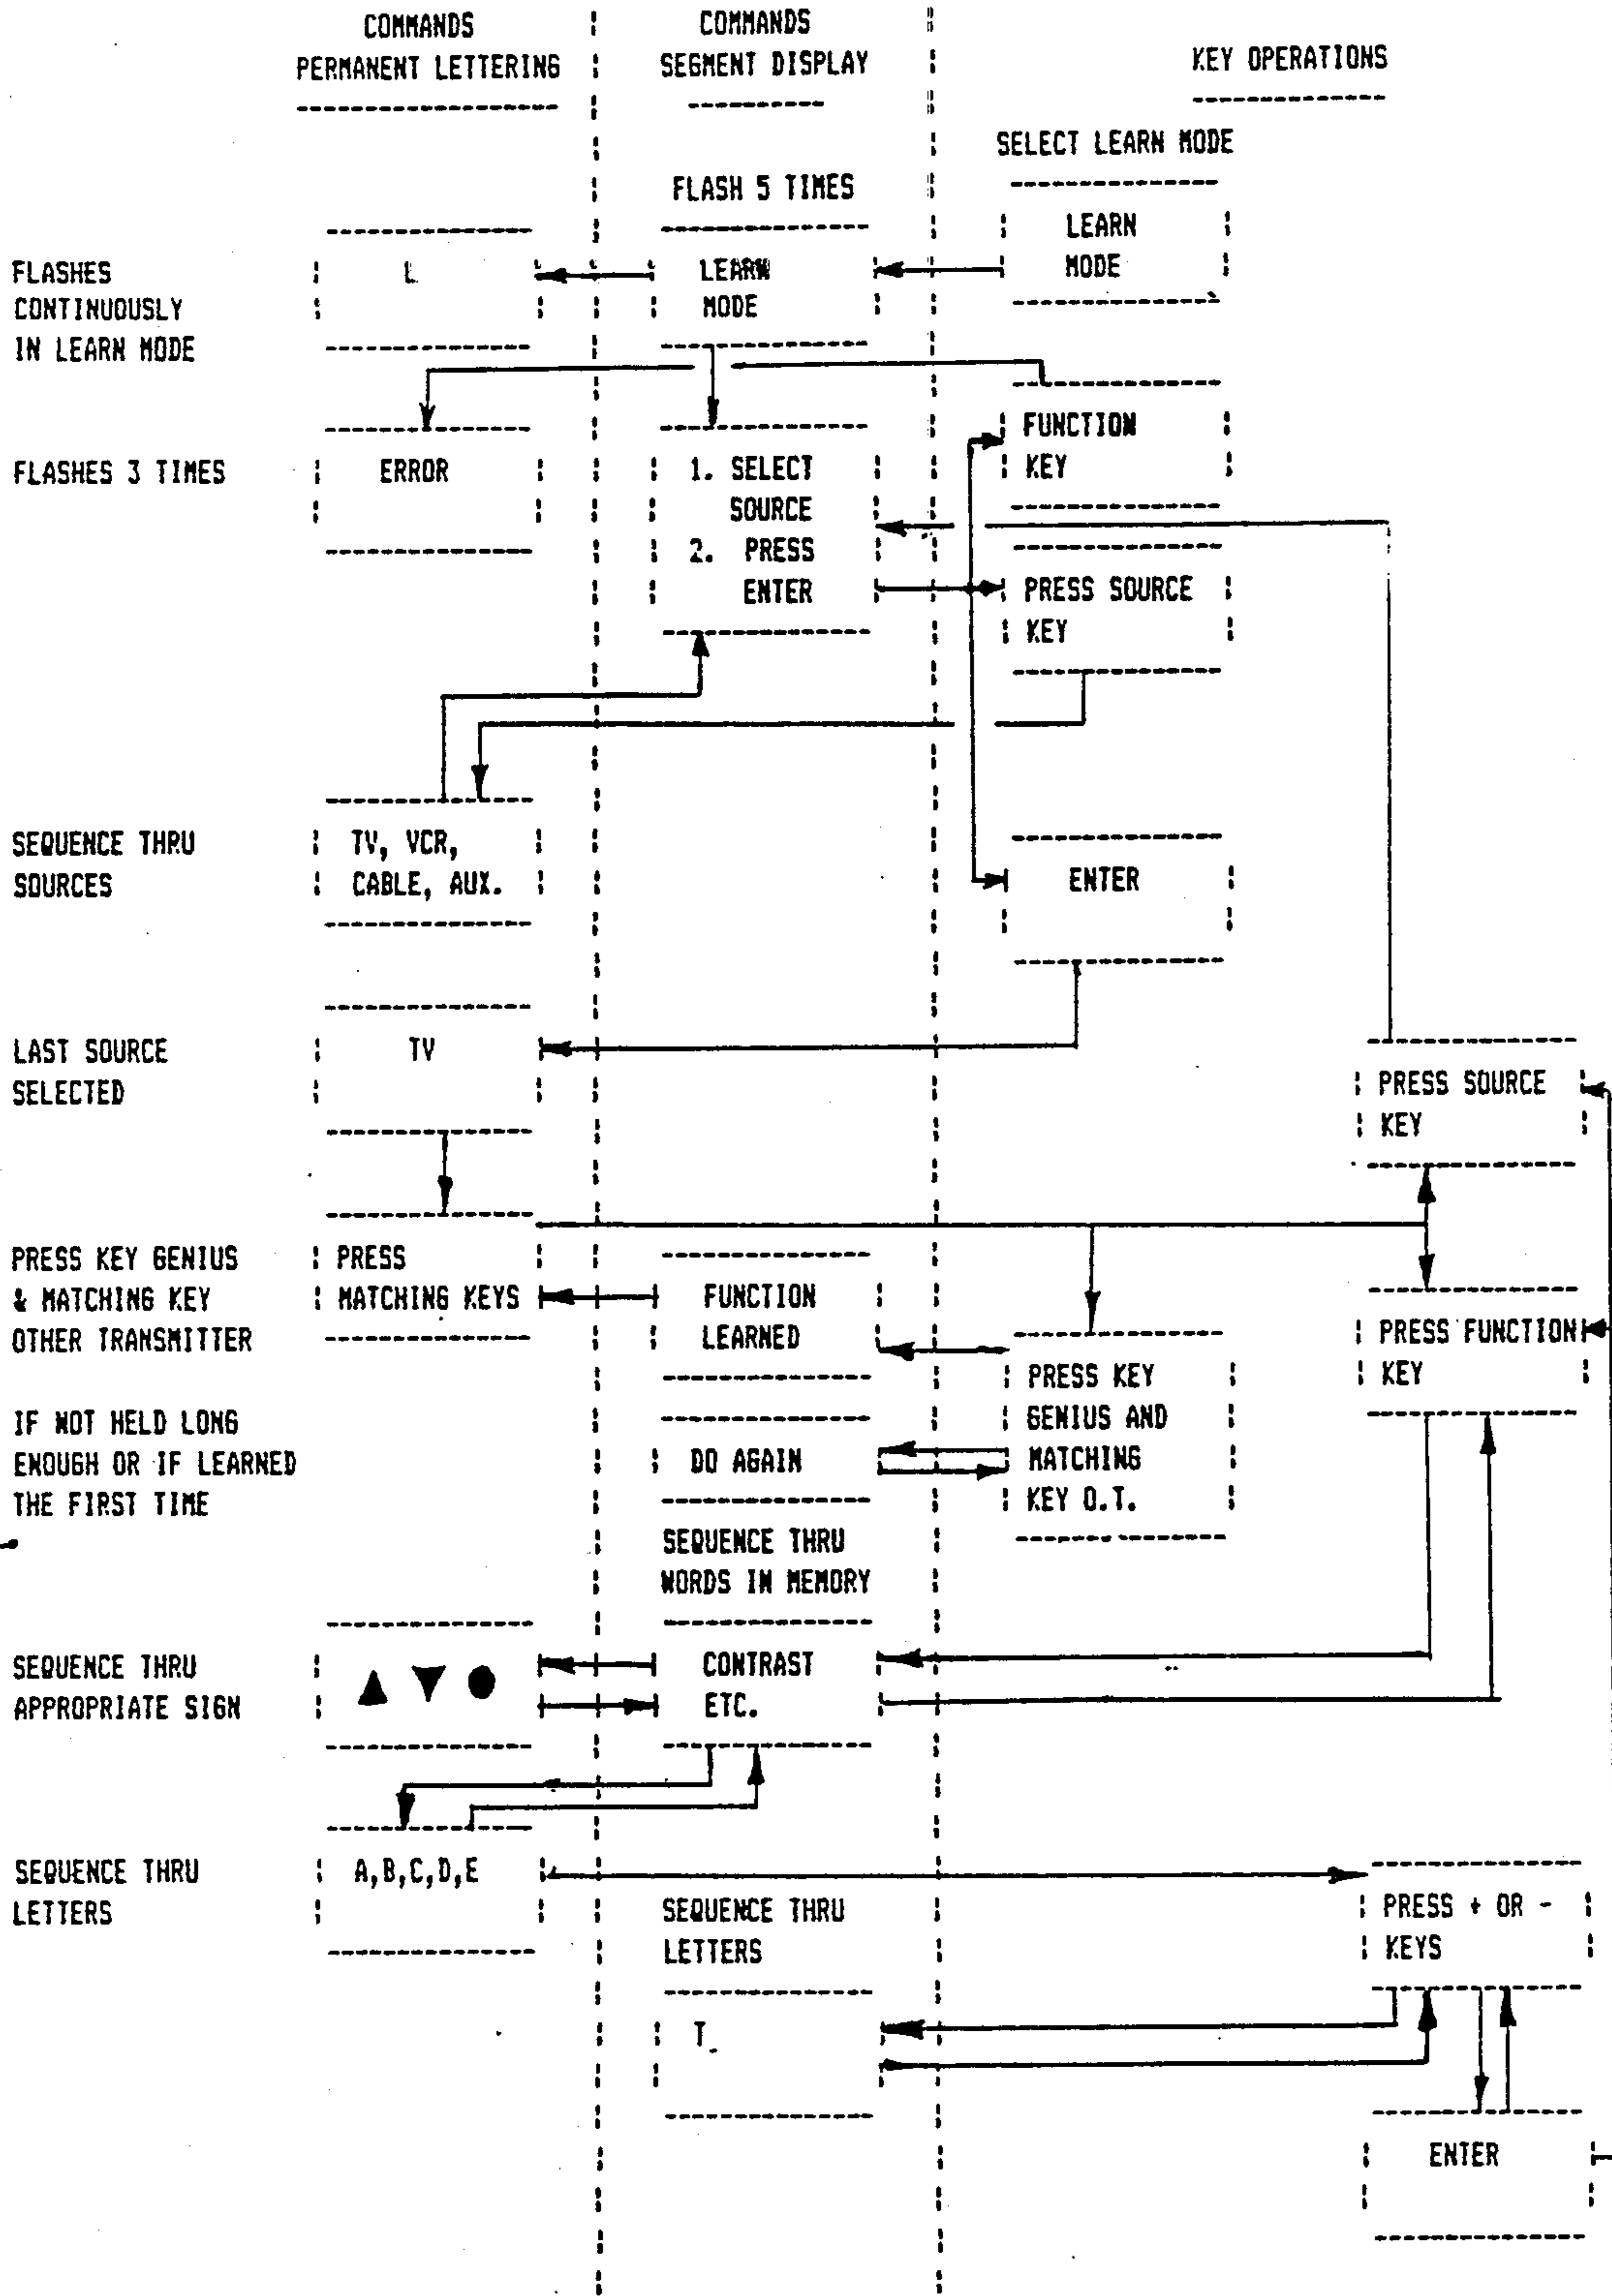 COMMANDS
PERMANENT LETTERING
COMMANDS
SEGMENT DISPLAY
KEY OPERATIONS
SELECT LEARN MODE
FLASH 5 TIMES
LEARN
MODE
FLASHES
CONTINUOUSLY
IN LEARN MODE
L
LEARN
MODE
FLASHES 3 TIMES
ERROR
1. SELECT
SOURCE
2. PRESS
ENTER
FUNCTION
KEY
PRESS SOURCE
KEY
SEQUENCE THRU
SOURCES
TV, VCR,
CABLE, AUX.
ENTER
LAST SOURCE
SELECTED
TV
PRESS SOURCE
KEY
PRESS KEY GENIUS
& MATCHING KEY
OTHER TRANSMITTER
PRESS
MATCHING KEYS
FUNCTION
LEARNED
PRESS FUNCTION
KEY
PRESS KEY
GENIUS AND
MATCHING
KEY O.T.
IF NOT HELD LONG
ENOUGH OR IF LEARNED
THE FIRST TIME
DO AGAIN
SEQUENCE THRU
WORDS IN MEMORY
SEQUENCE THRU
APPROPRIATE SIGN
▲ ▼ ●
CONTRAST
ETC.
SEQUENCE THRU
LETTERS
A,B,C,D,E
SEQUENCE THRU
LETTERS
PRESS + OR -
KEYS
T_
ENTER